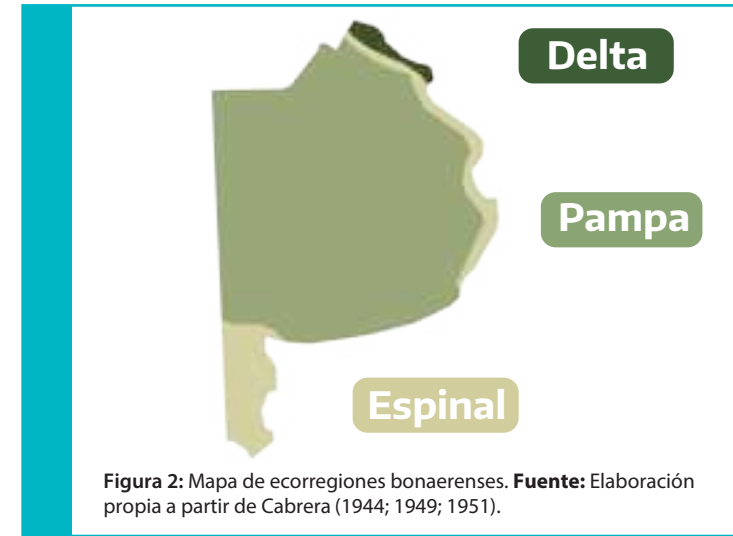 Delta
Pampa
Espinal
Figura 2: Mapa de ecorregiones bonaerenses. Fuente: Elaboración
propia a partir de Cabrera (1944; 1949; 1951).